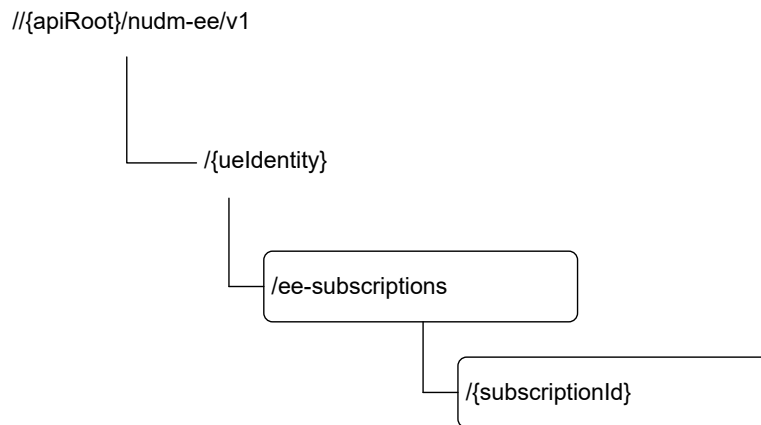 //{apiRoot}/nudm-ee/v1
/{ueIdentity}
/ee-subscriptions
/{subscriptionId}